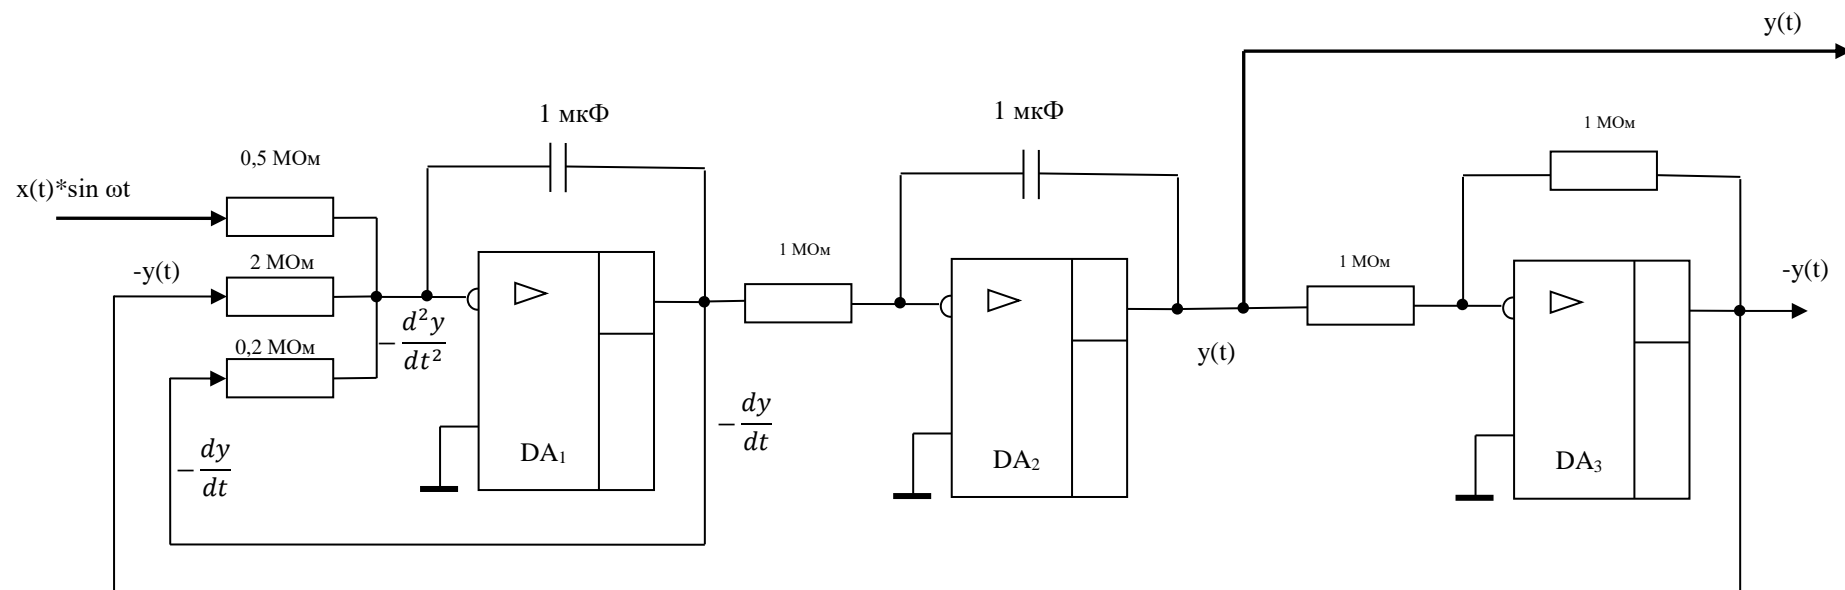 y(t)
1 мкФ
1 мкФ
1 МОм
0,5 МОм
x(t)*sin ωt
1 МОм
2 МОм
1 МОм
-y(t)
-y(t)
− d²y/dt²
0,2 МОм
y(t)
− dy/dt
− dy/dt
DA₁
DA₂
DA₃